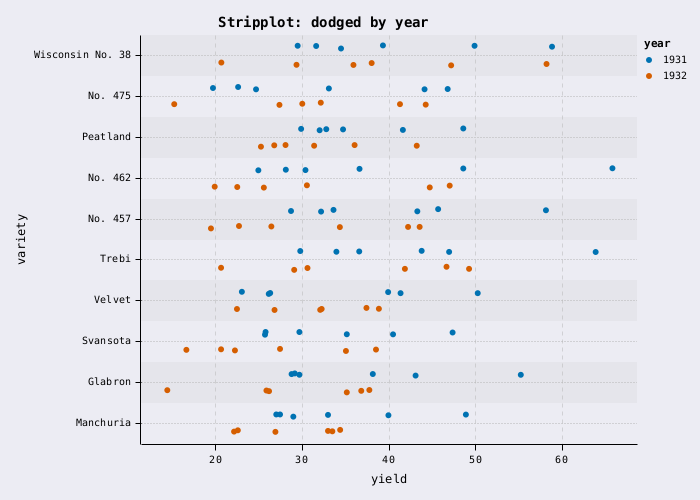 Stripplot: dodged by year
year
1931
1932
Wisconsin No. 38
No. 475
Peatland
No. 462
No. 457
Trebi
Velvet
Svansota
Glabron
Manchuria
variety
20 30 40 50 60
yield